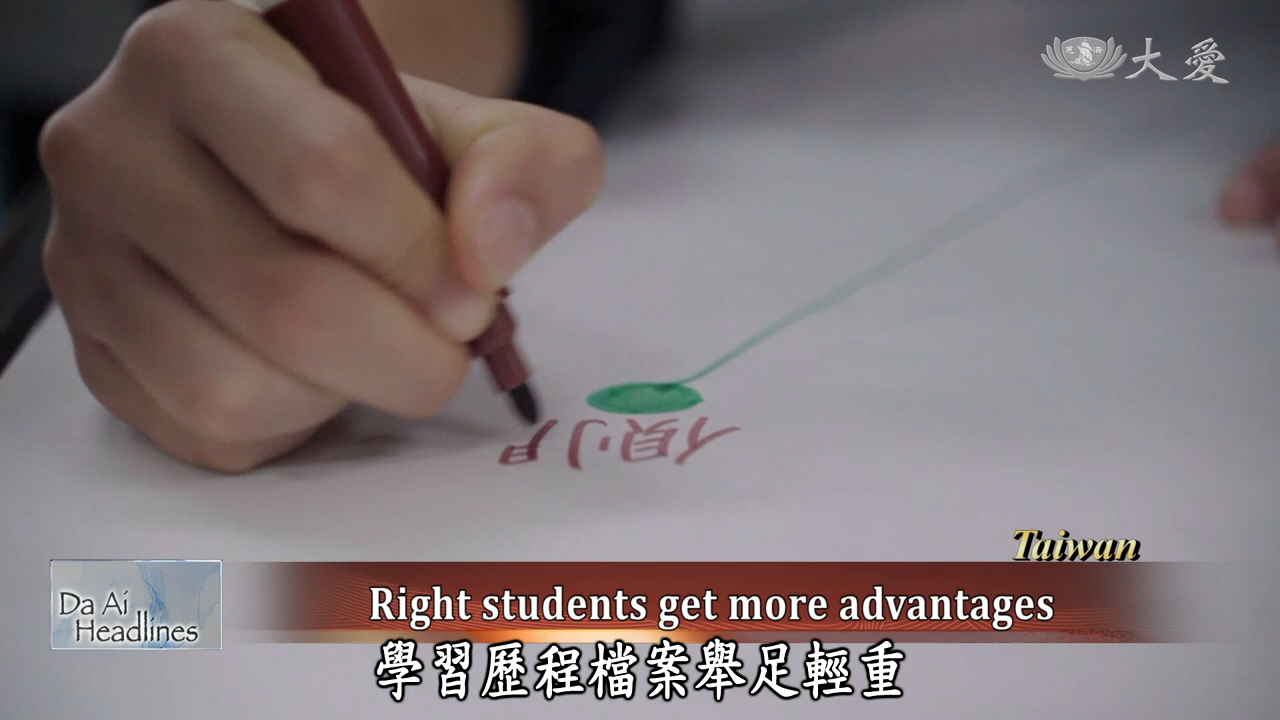 大愛
Taiwan
Da Ai
Headlines
Right students get more advantages
學習歷程檔案舉足輕重